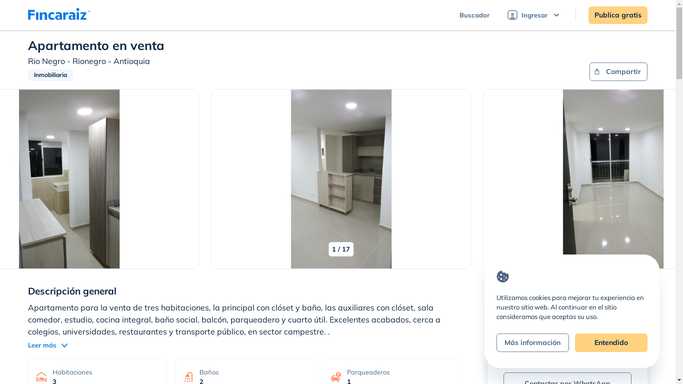 Fincaraiz
Buscador
Ingresar
Publica gratis
Apartamento en venta
Rio Negro - Rionegro - Antioquia
Inmobiliaria
Compartir
1 / 17
Descripción general
Apartamento para la venta de tres habitaciones, la principal con clóset y baño, las auxiliares con clóset, sala
comedor, estudio, cocina integral, baño social, balcón, parqueadero y cuarto útil. Excelentes acabados, cerca a
colegios, universidades, restaurantes y transporte público, en sector campestre. .
Leer más
Habitaciones
3
Baños
2
Parqueaderos
1
Utilizamos cookies para mejorar tu experiencia en
nuestro sitio web. Al continuar en el sitio
consideramos que aceptas su uso.
Más información
Entendido
Contactar por WhatsApp